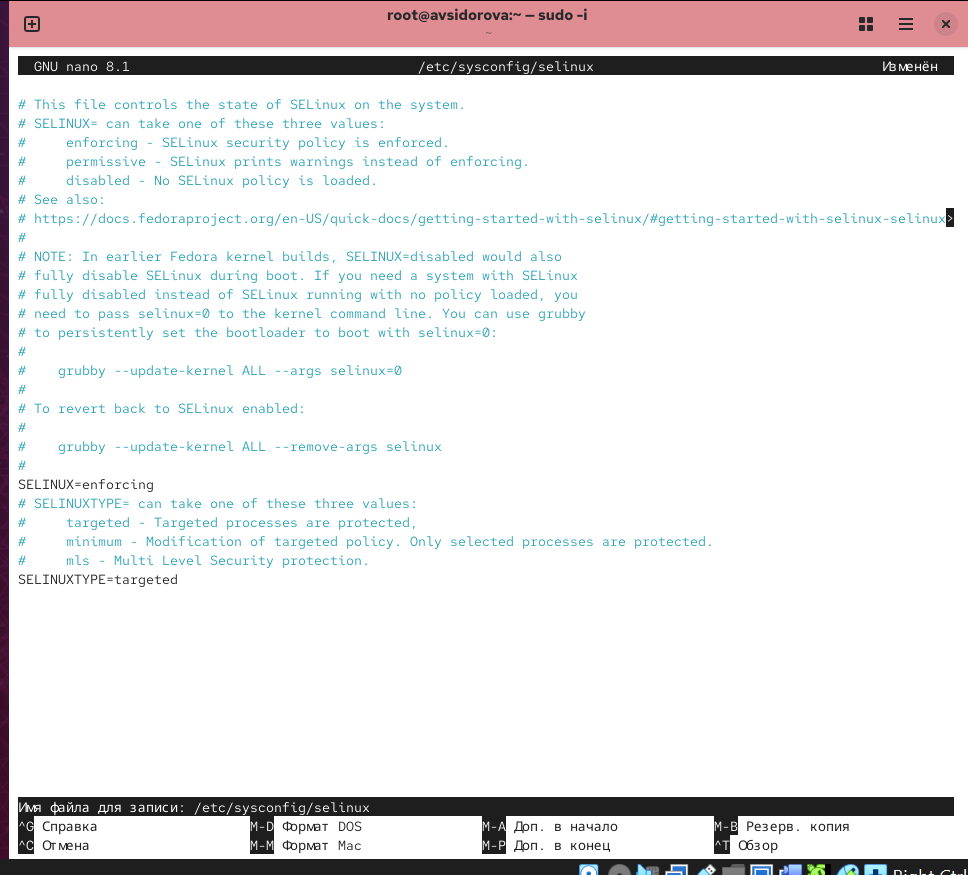 root@avsidorova:~ — sudo -i
~
GNU nano 8.1 /etc/sysconfig/selinux Изменён
# This file controls the state of SELinux on the system.
# SELINUX= can take one of these three values:
#     enforcing - SELinux security policy is enforced.
#     permissive - SELinux prints warnings instead of enforcing.
#     disabled - No SELinux policy is loaded.
# See also:
# https://docs.fedoraproject.org/en-US/quick-docs/getting-started-with-selinux/#getting-started-with-selinux-selinux>
#
# NOTE: In earlier Fedora kernel builds, SELINUX=disabled would also
# fully disable SELinux during boot. If you need a system with SELinux
# fully disabled instead of SELinux running with no policy loaded, you
# need to pass selinux=0 to the kernel command line. You can use grubby
# to persistently set the bootloader to boot with selinux=0:
#
#    grubby --update-kernel ALL --args selinux=0
#
# To revert back to SELinux enabled:
#
#    grubby --update-kernel ALL --remove-args selinux
#
SELINUX=enforcing
# SELINUXTYPE= can take one of these three values:
#     targeted - Targeted processes are protected,
#     minimum - Modification of targeted policy. Only selected processes are protected.
#     mls - Multi Level Security protection.
SELINUXTYPE=targeted
Имя файла для записи: /etc/sysconfig/selinux
^G Справка M-D Формат DOS M-A Доп. в начало M-B Резерв. копия
^C Отмена M-M Формат Mac M-P Доп. в конец ^T Обзор
Right Ctrl